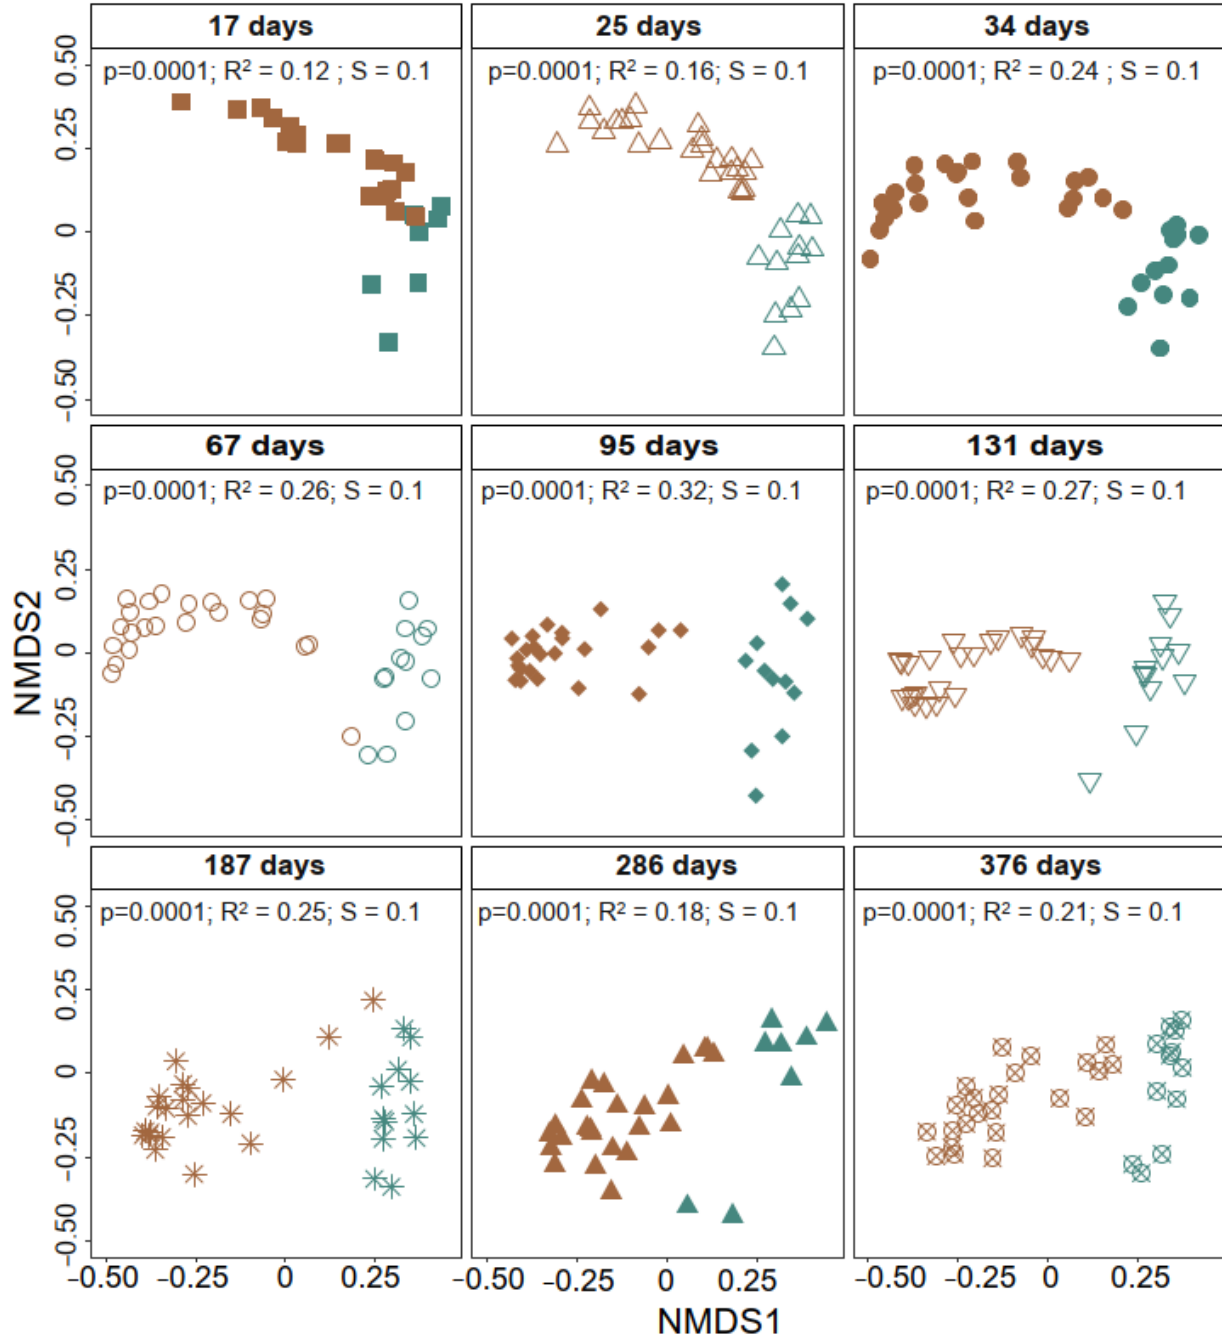 17 days
25 days
34 days
p=0.0001; R² = 0.12 ; S = 0.1
p=0.0001; R² = 0.16; S = 0.1
p=0.0001; R² = 0.24 ; S = 0.1
0.50
0.25
0
−0.25
−0.50
67 days
95 days
131 days
p=0.0001; R² = 0.26; S = 0.1
p=0.0001; R² = 0.32; S = 0.1
p=0.0001; R² = 0.27; S = 0.1
0.50
0.25
0
−0.25
−0.50
NMDS2
187 days
286 days
376 days
p=0.0001; R² = 0.25; S = 0.1
p=0.0001; R² = 0.18; S = 0.1
p=0.0001; R² = 0.21; S = 0.1
0.50
0.25
0
−0.25
−0.50
−0.50 −0.25 0 0.25
−0.50 −0.25 0 0.25
−0.50 −0.25 0 0.25
NMDS1